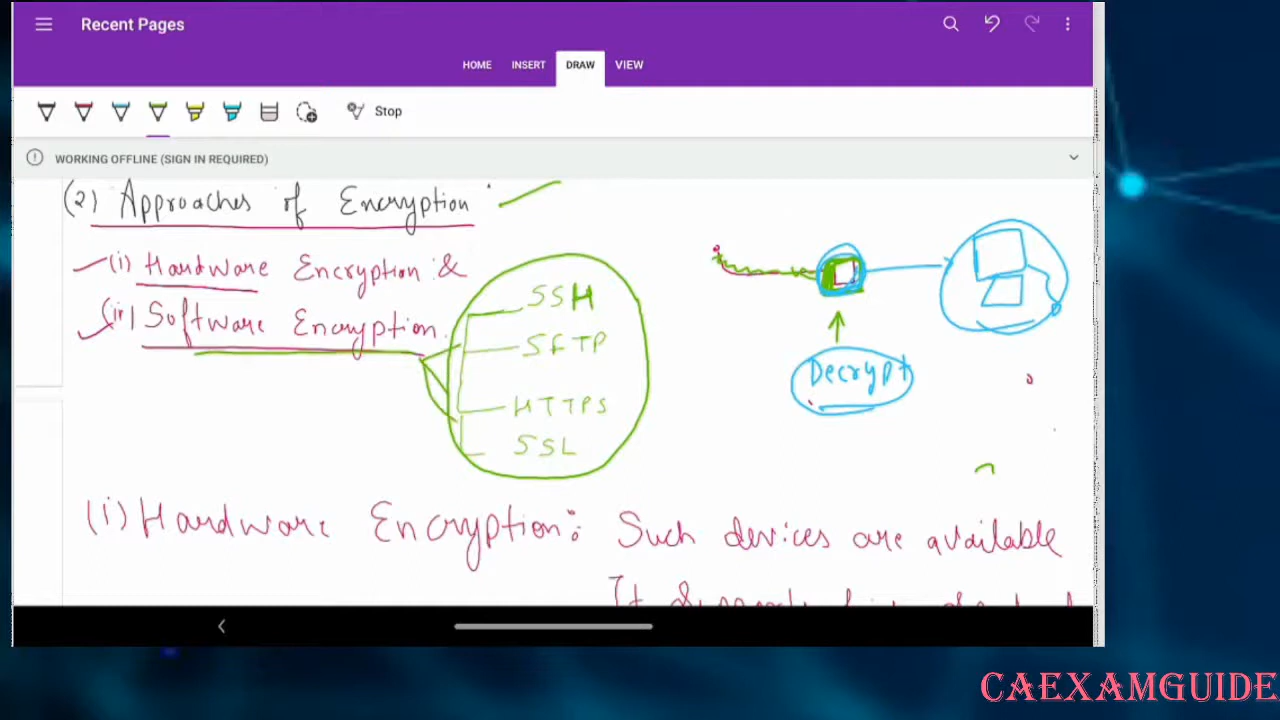 Recent Pages
HOME INSERT DRAW VIEW
Stop
WORKING OFFLINE (SIGN IN REQUIRED)
(2) Approaches of Encryption
(i) Hardware Encryption &
(ii) Software Encryption
SSH
SFTP
HTTPS
SSL
Decrypt
(i) Hardware Encryption: Such devices are available
It
CAEXAMGUIDE